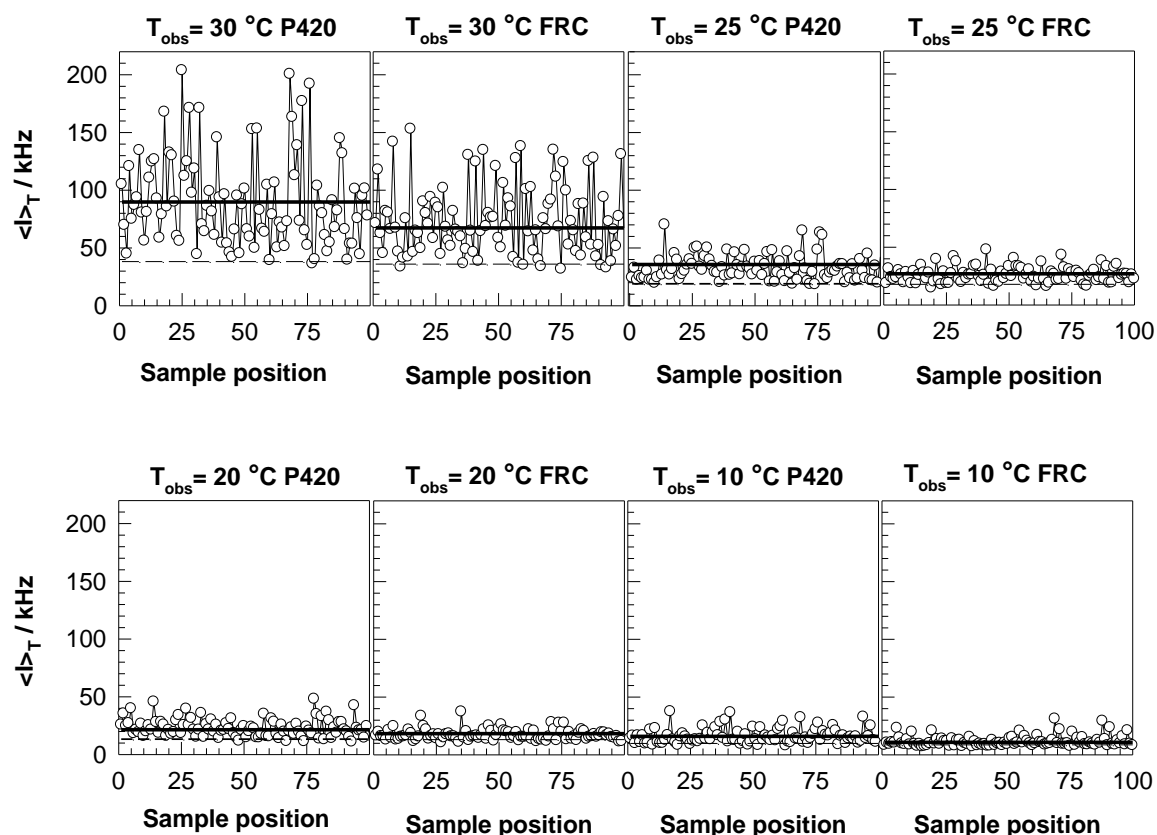 T_obs= 30 °C P420
T_obs= 30 °C FRC
T_obs= 25 °C P420
T_obs= 25 °C FRC
<I>_T / kHz
200
150
100
50
0
0 25 50 75
0 25 50 75
0 25 50 75
0 25 50 75 100
Sample position
Sample position
Sample position
Sample position
T_obs= 20 °C P420
T_obs= 20 °C FRC
T_obs= 10 °C P420
T_obs= 10 °C FRC
<I>_T / kHz
200
150
100
50
0
0 25 50 75
0 25 50 75
0 25 50 75
0 25 50 75 100
Sample position
Sample position
Sample position
Sample position